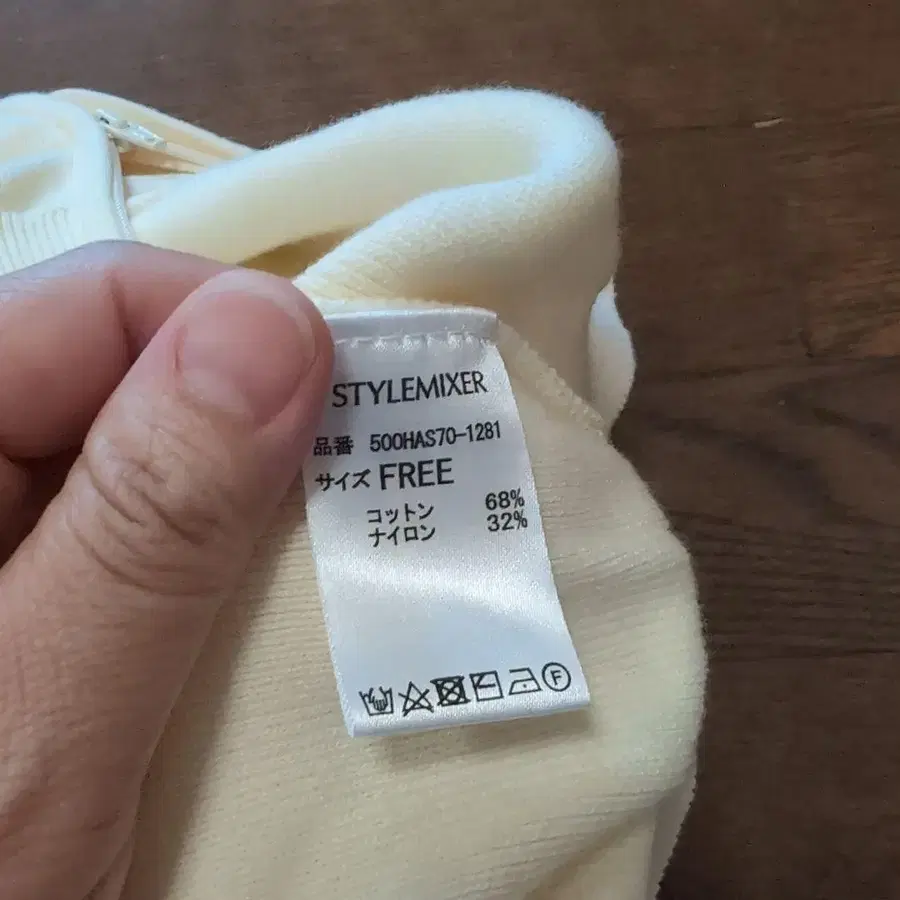 STYLEMIXER
品番 500HAS70-1281
サイズ FREE
コットン 68%
ナイロン 32%
F